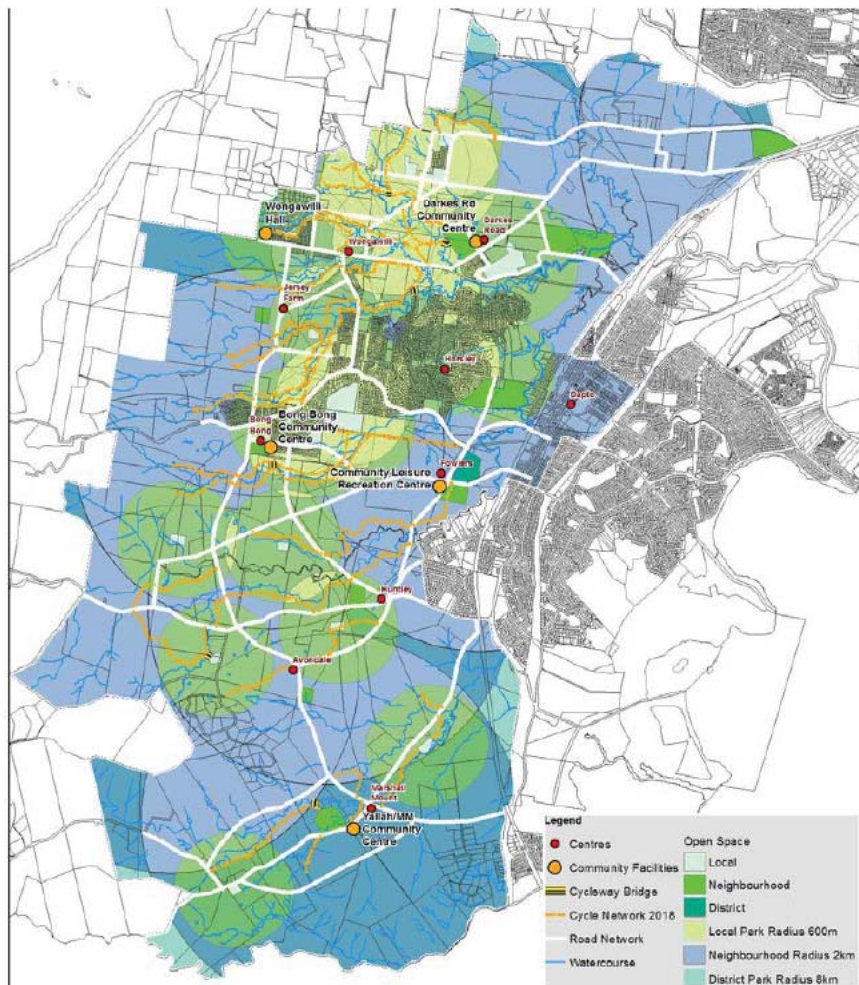 Wongawilli
Hall
Darkes Rd
Community
Centre
Darkes
Road
Wongawilli
Jersey
Farm
Dapto
Bong Bong
Community
Centre
Bong
Bong
Community Leisure
Recreation Centre
Fowlers
Huntley
Avondale
Marshall
Mount
Yallah/MM
Community
Centre
Legend
Centres
Community Facilities
Cycleway Bridge
Cycle Network 2018
Road Network
Watercourse
Open Space
Local
Neighbourhood
District
Local Park Radius 600m
Neighbourhood Radius 2km
District Park Radius 8km